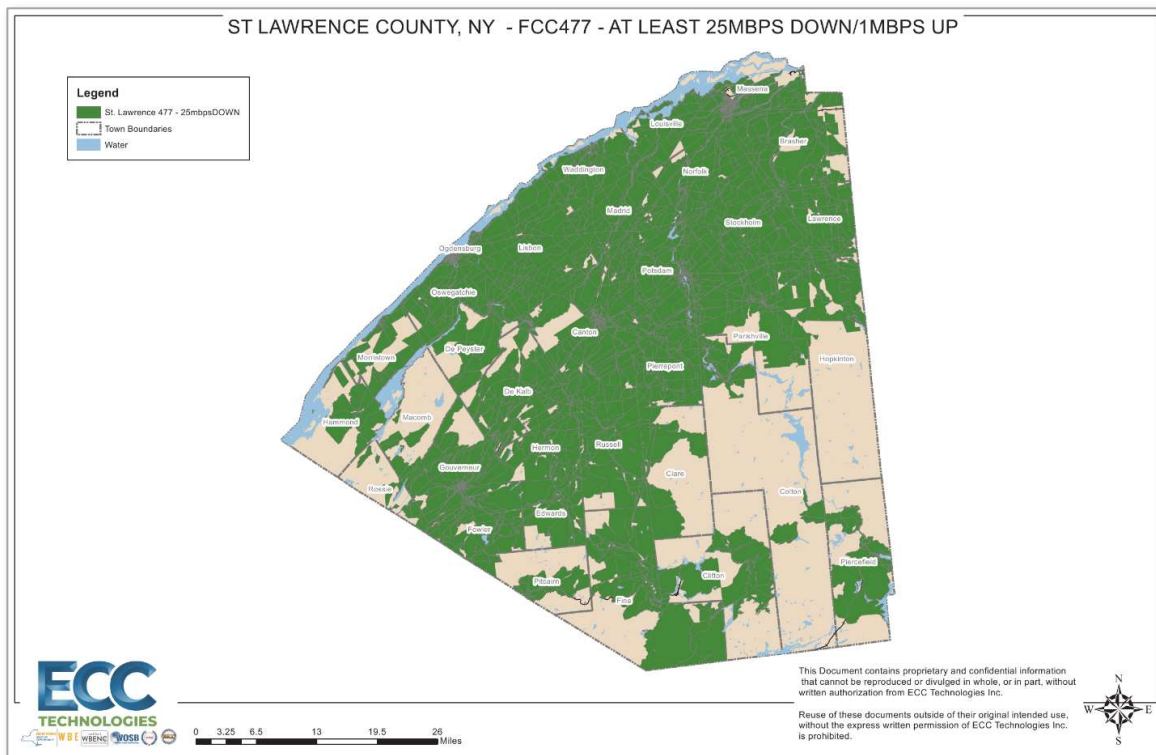 ST LAWRENCE COUNTY, NY - FCC477 - AT LEAST 25MBPS DOWN/1MBPS UP
Legend
St. Lawrence 477 - 25mbpsDOWN
Town Boundaries
Water
Massena
Louisville
Brasher
Waddington
Norfolk
Madrid
Stockholm
Lawrence
Ogdensburg
Lisbon
Potsdam
Oswegatchie
Canton
Parishville
De Peyster
Morristown
Hopkinton
Pierrepont
De Kalb
Macomb
Hammond
Hermon
Russell
Gouverneur
Clare
Rossie
Colton
Edwards
Fowler
Piercefield
Pitcairn
Clifton
Fine
ECC
TECHNOLOGIES
WBE
WBENC
WOSB
0 3.25 6.5 13 19.5 26
Miles
This Document contains proprietary and confidential information
that cannot be reproduced or divulged in whole, or in part, without
written authorization from ECC Technologies Inc.
Reuse of these documents outside of their original intended use,
without the express written permission of ECC Technologies Inc.
is prohibited.
N
W E
S